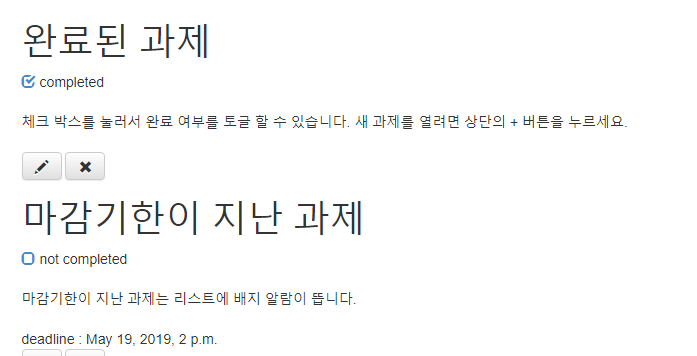 완료된 과제
completed
체크 박스를 눌러서 완료 여부를 토글 할 수 있습니다. 새 과제를 열려면 상단의 + 버튼을 누르세요.
마감기한이 지난 과제
not completed
마감기한이 지난 과제는 리스트에 배지 알람이 뜹니다.
deadline : May 19, 2019, 2 p.m.